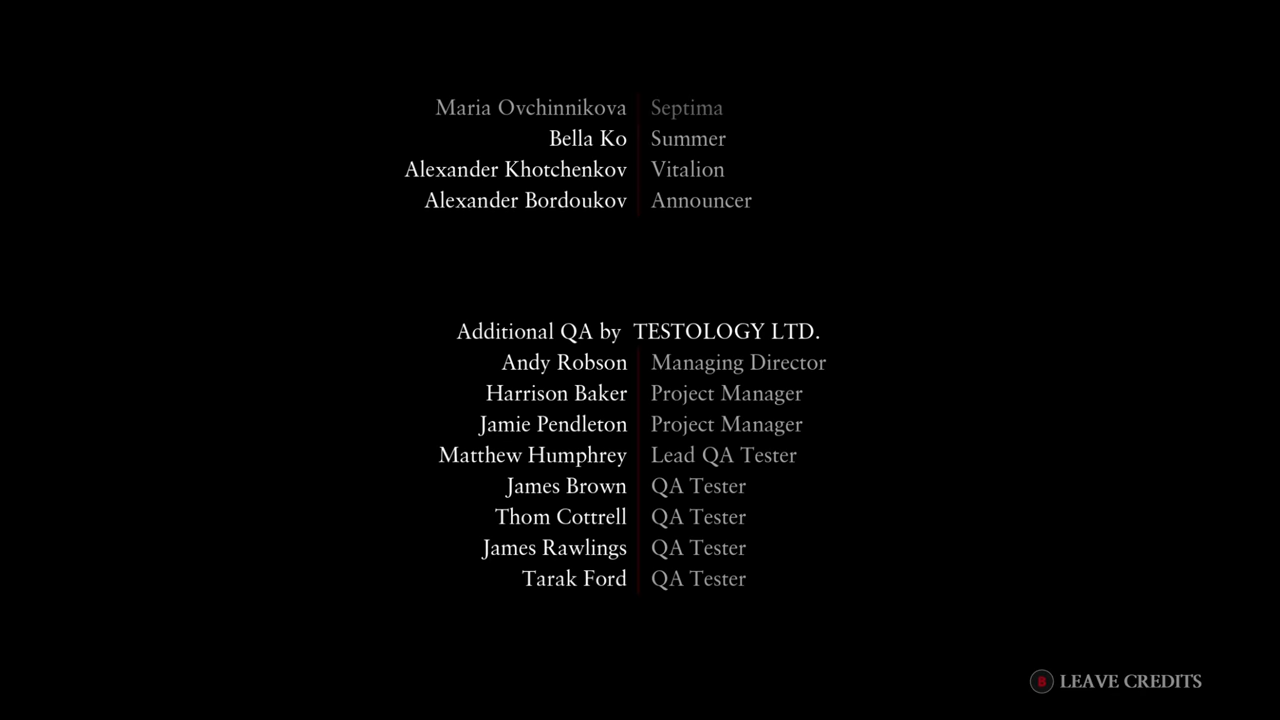 Maria Ovchinnikova Septima
Bella Ko Summer
Alexander Khotchenkov Vitalion
Alexander Bordoukov Announcer
Additional QA by TESTOLOGY LTD.
Andy Robson Managing Director
Harrison Baker Project Manager
Jamie Pendleton Project Manager
Matthew Humphrey Lead QA Tester
James Brown QA Tester
Thom Cottrell QA Tester
James Rawlings QA Tester
Tarak Ford QA Tester
B LEAVE CREDITS